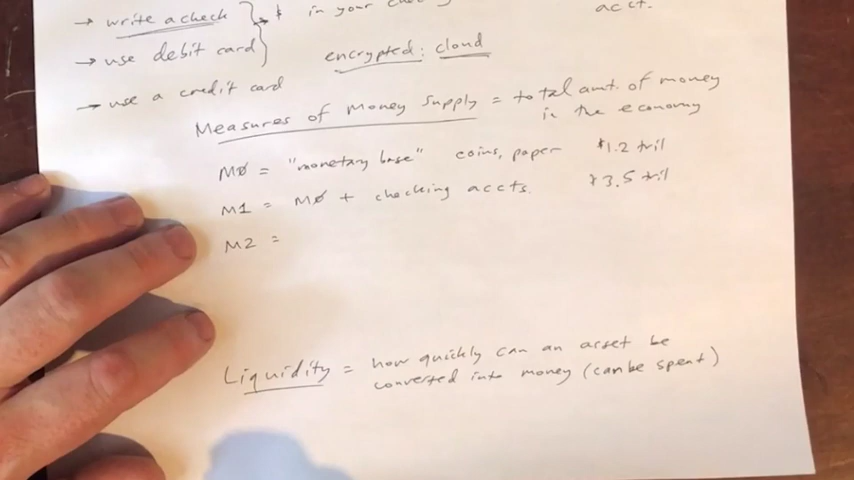 → write a check } → $ in your acct.
→ use debit card
encrypted: cloud
→ use a credit card
Measures of Money Supply = total amt. of money
in the economy
MØ = "monetary base" coins, paper $1.2 tril
M1 = MØ + checking accts. $3.5 tril
M2 =
Liquidity = how quickly can an asset be
converted into money (can be spent)